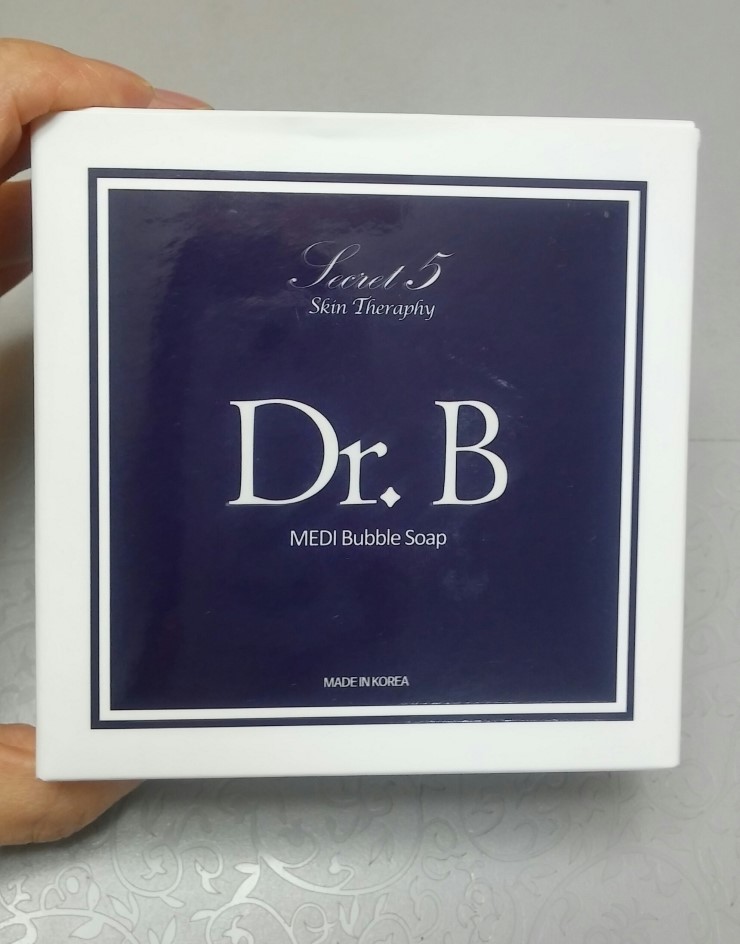 Secret 5
Skin Theraphy
Dr. B
MEDI Bubble Soap
MADE IN KOREA